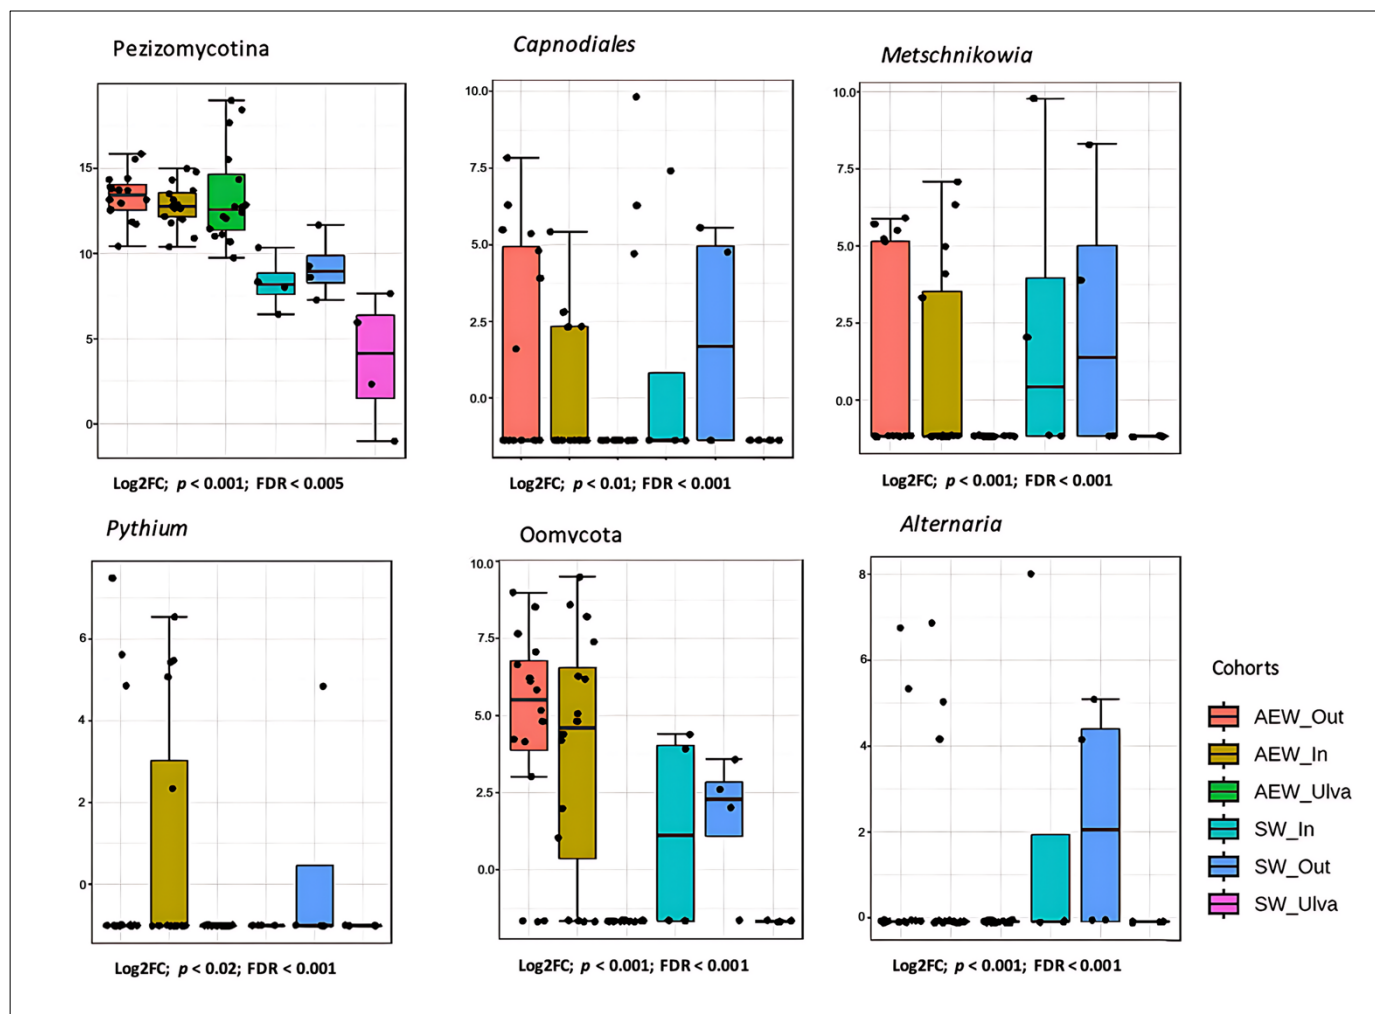 Pezizomycotina
Capnodiales
Metschnikowia
15
10
5
0
10.0
7.5
5.0
2.5
0.0
10.0
7.5
5.0
2.5
0.0
Log2FC; p < 0.001; FDR < 0.005
Log2FC; p < 0.01; FDR < 0.001
Log2FC; p < 0.001; FDR < 0.001
Pythium
Oomycota
Alternaria
6
4
2
0
10.0
7.5
5.0
2.5
0.0
8
6
4
2
0
Cohorts
AEW_Out
AEW_In
AEW_Ulva
SW_In
SW_Out
SW_Ulva
Log2FC; p < 0.02; FDR < 0.001
Log2FC; p < 0.001; FDR < 0.001
Log2FC; p < 0.001; FDR < 0.001